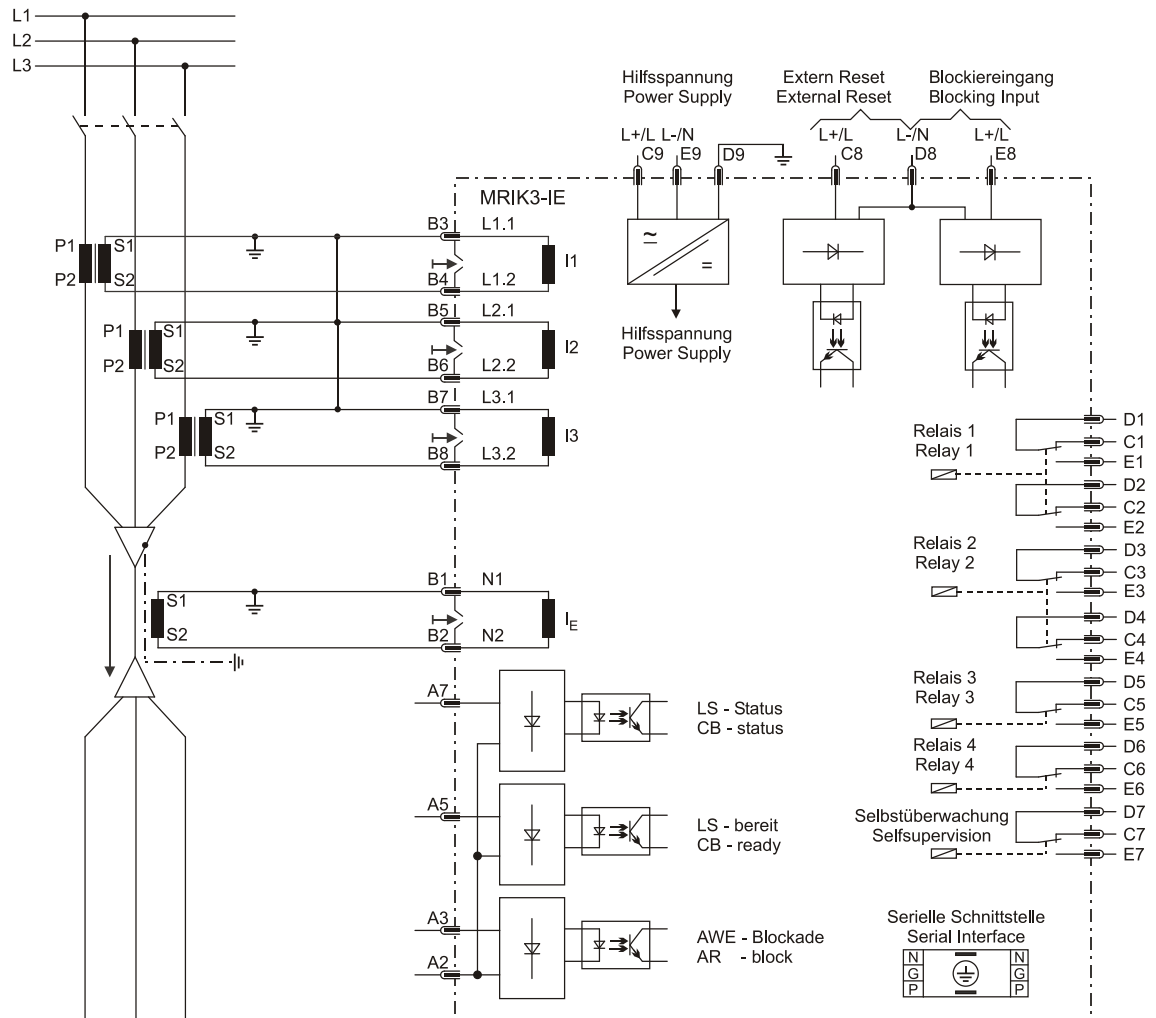 L1
L2
L3
Hilfsspannung
Power Supply
Extern Reset
External Reset
Blockiereingang
Blocking Input
L+/L L-/N
C9 E9 D9
L+/L L-/N L+/L
C8 D8 E8
MRIK3-IE
P1 S1 B3 L1.1
I1
P2 S2 B4 L1.2
P1 S1 B5 L2.1
I2
P2 S2 B6 L2.2
P1 S1 B7 L3.1
I3
P2 S2 B8 L3.2
≃
=
Hilfsspannung
Power Supply
B1 N1
S1
IE
S2 B2 N2
A7
LS - Status
CB - status
A5
LS - bereit
CB - ready
A3
AWE - Blockade
AR - block
A2
Relais 1
Relay 1
D1
C1
E1
D2
C2
E2
Relais 2
Relay 2
D3
C3
E3
D4
C4
E4
Relais 3
Relay 3
D5
C5
E5
Relais 4
Relay 4
D6
C6
E6
Selbstüberwachung
Selfsupervision
D7
C7
E7
Serielle Schnittstelle
Serial Interface
N N
G G
P P